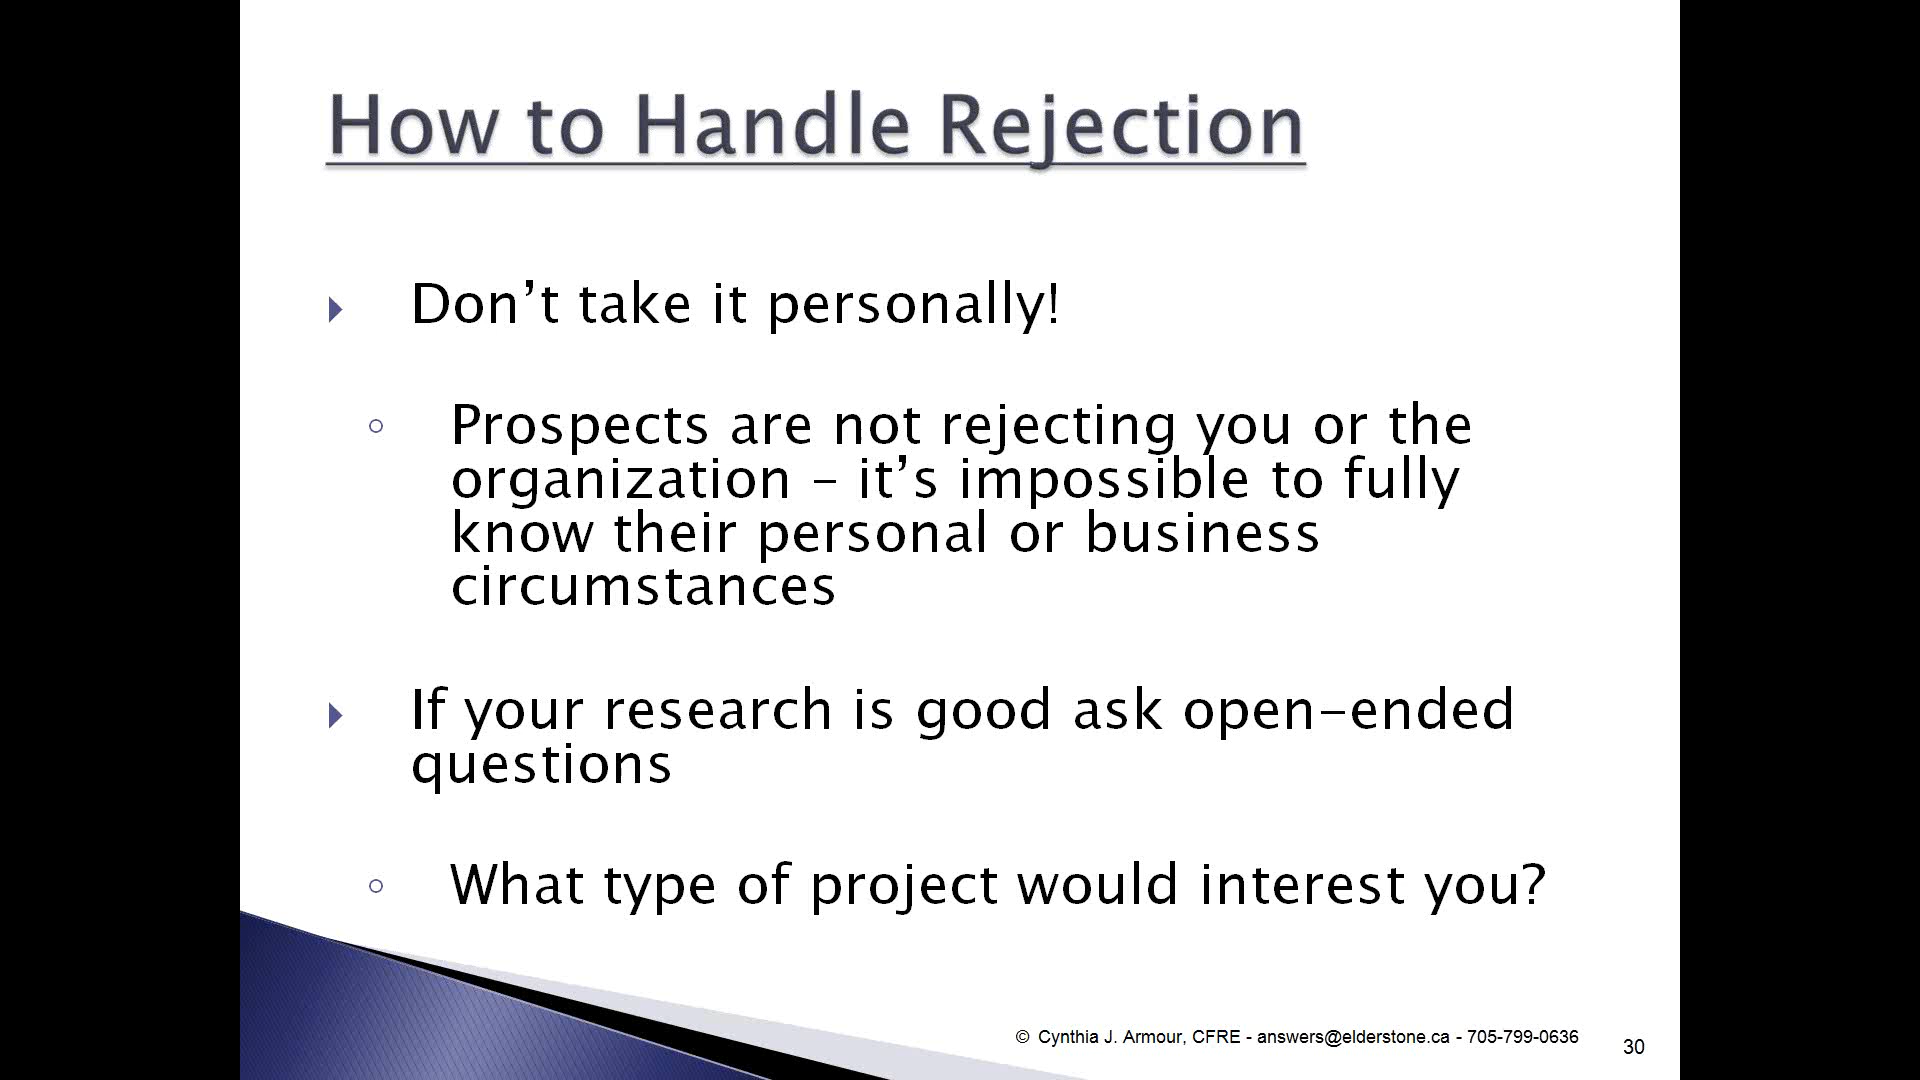 How to Handle Rejection
Don’t take it personally!
Prospects are not rejecting you or the
organization – it’s impossible to fully
know their personal or business
circumstances
If your research is good ask open-ended
questions
What type of project would interest you?
© Cynthia J. Armour, CFRE - answers@elderstone.ca - 705-799-0636
30